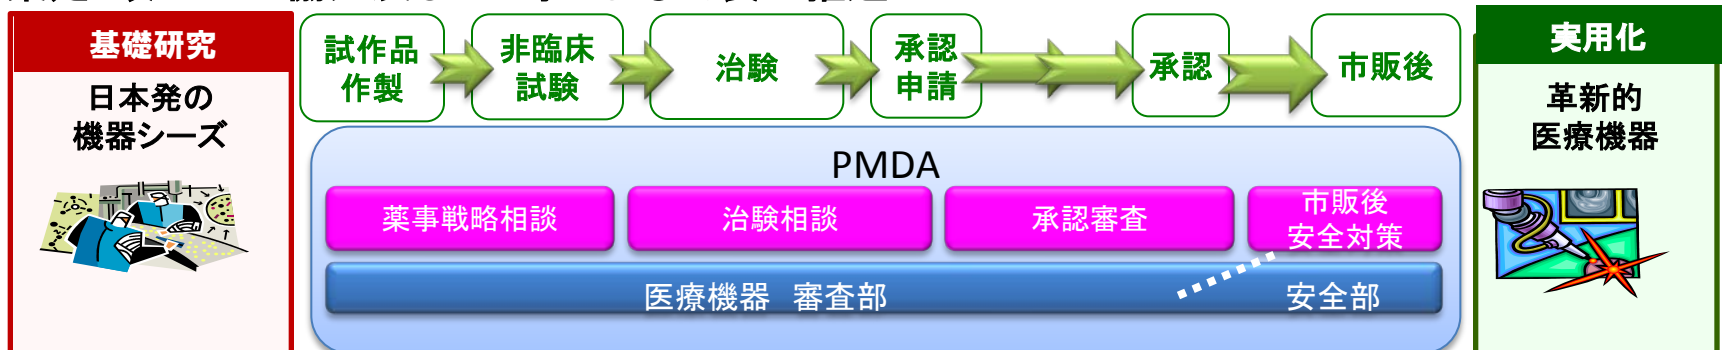 基礎研究
日本発の
機器シーズ
試作品
作製
非臨床
試験
治験
承認
申請
承認
市販後
実用化
革新的
医療機器
PMDA
薬事戦略相談
治験相談
承認審査
市販後
安全対策
医療機器　審査部
安全部